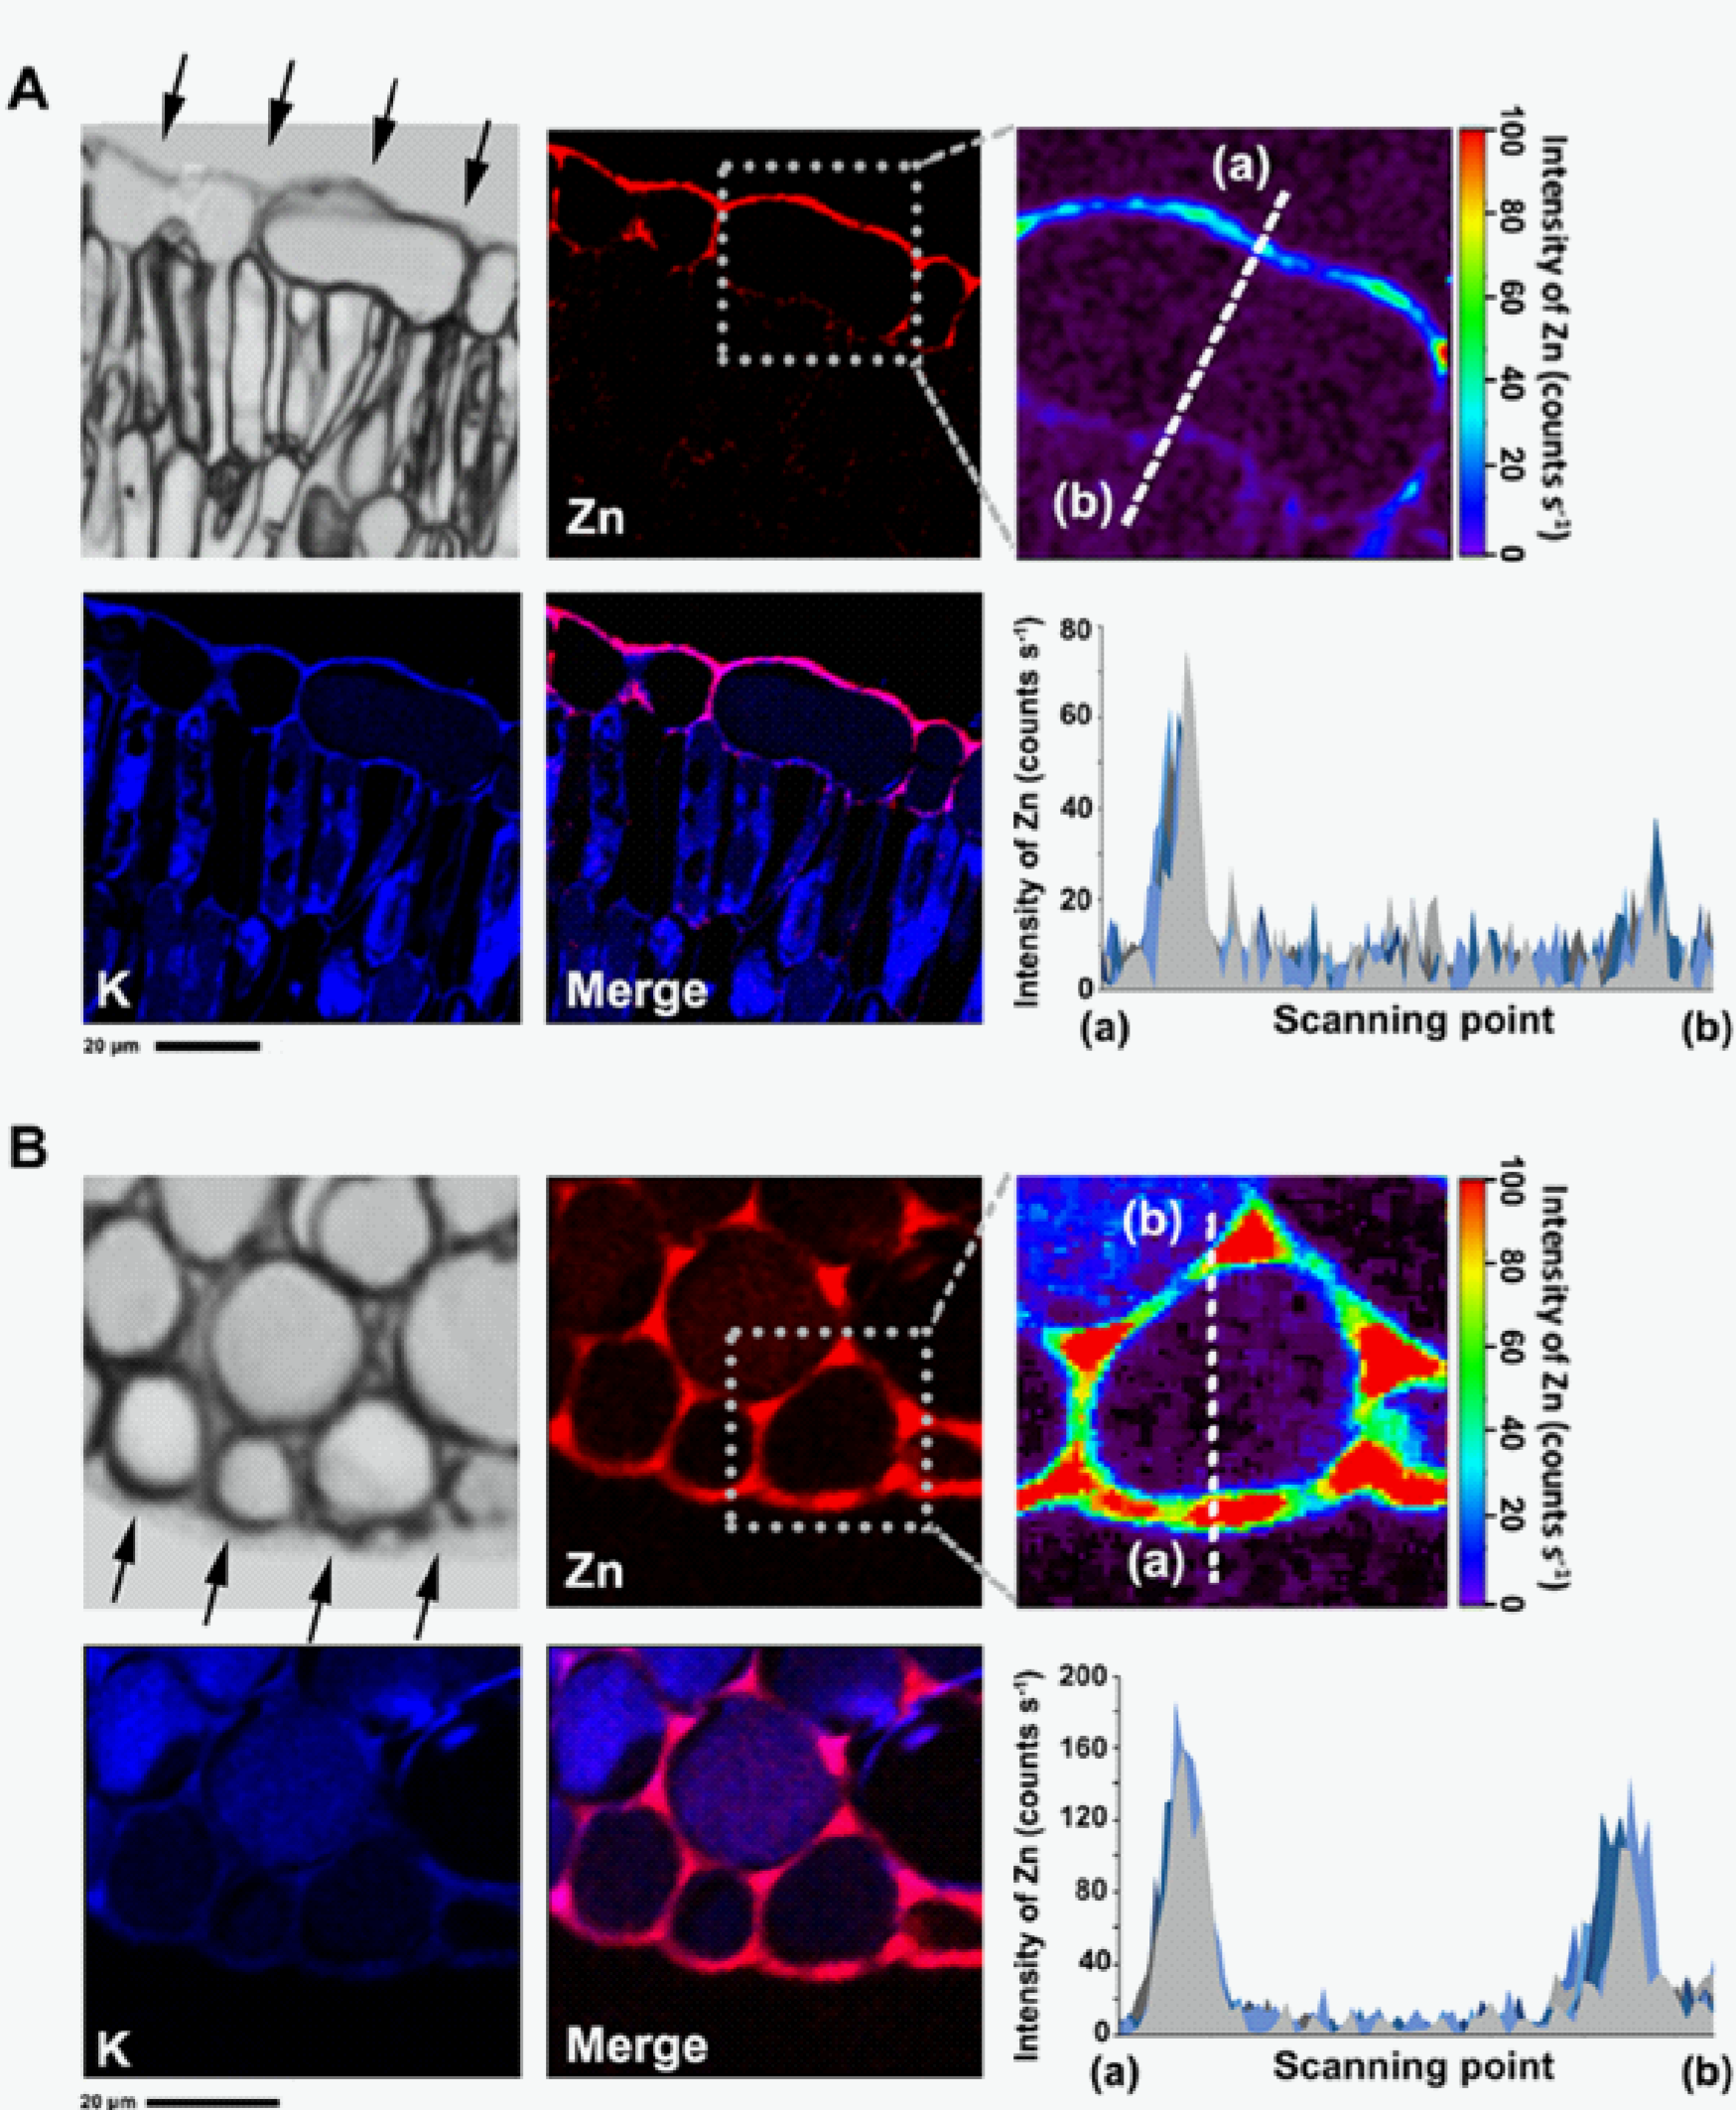 A
Zn
(a)
(b)
100
80
60
40
20
0
Intensity of Zn (counts s⁻¹)
K
Merge
20 µm
Intensity of Zn (counts s⁻¹)
80
60
40
20
0
(a)
Scanning point
(b)
B
Zn
(b)
(a)
100
80
60
40
20
0
Intensity of Zn (counts s⁻¹)
K
Merge
20 µm
Intensity of Zn (counts s⁻¹)
200
160
120
80
40
0
(a)
Scanning point
(b)